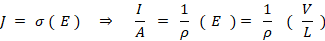 J = σ ( E ) ⇒ I/A = 1/ρ ( E ) = 1/ρ ( V/L )